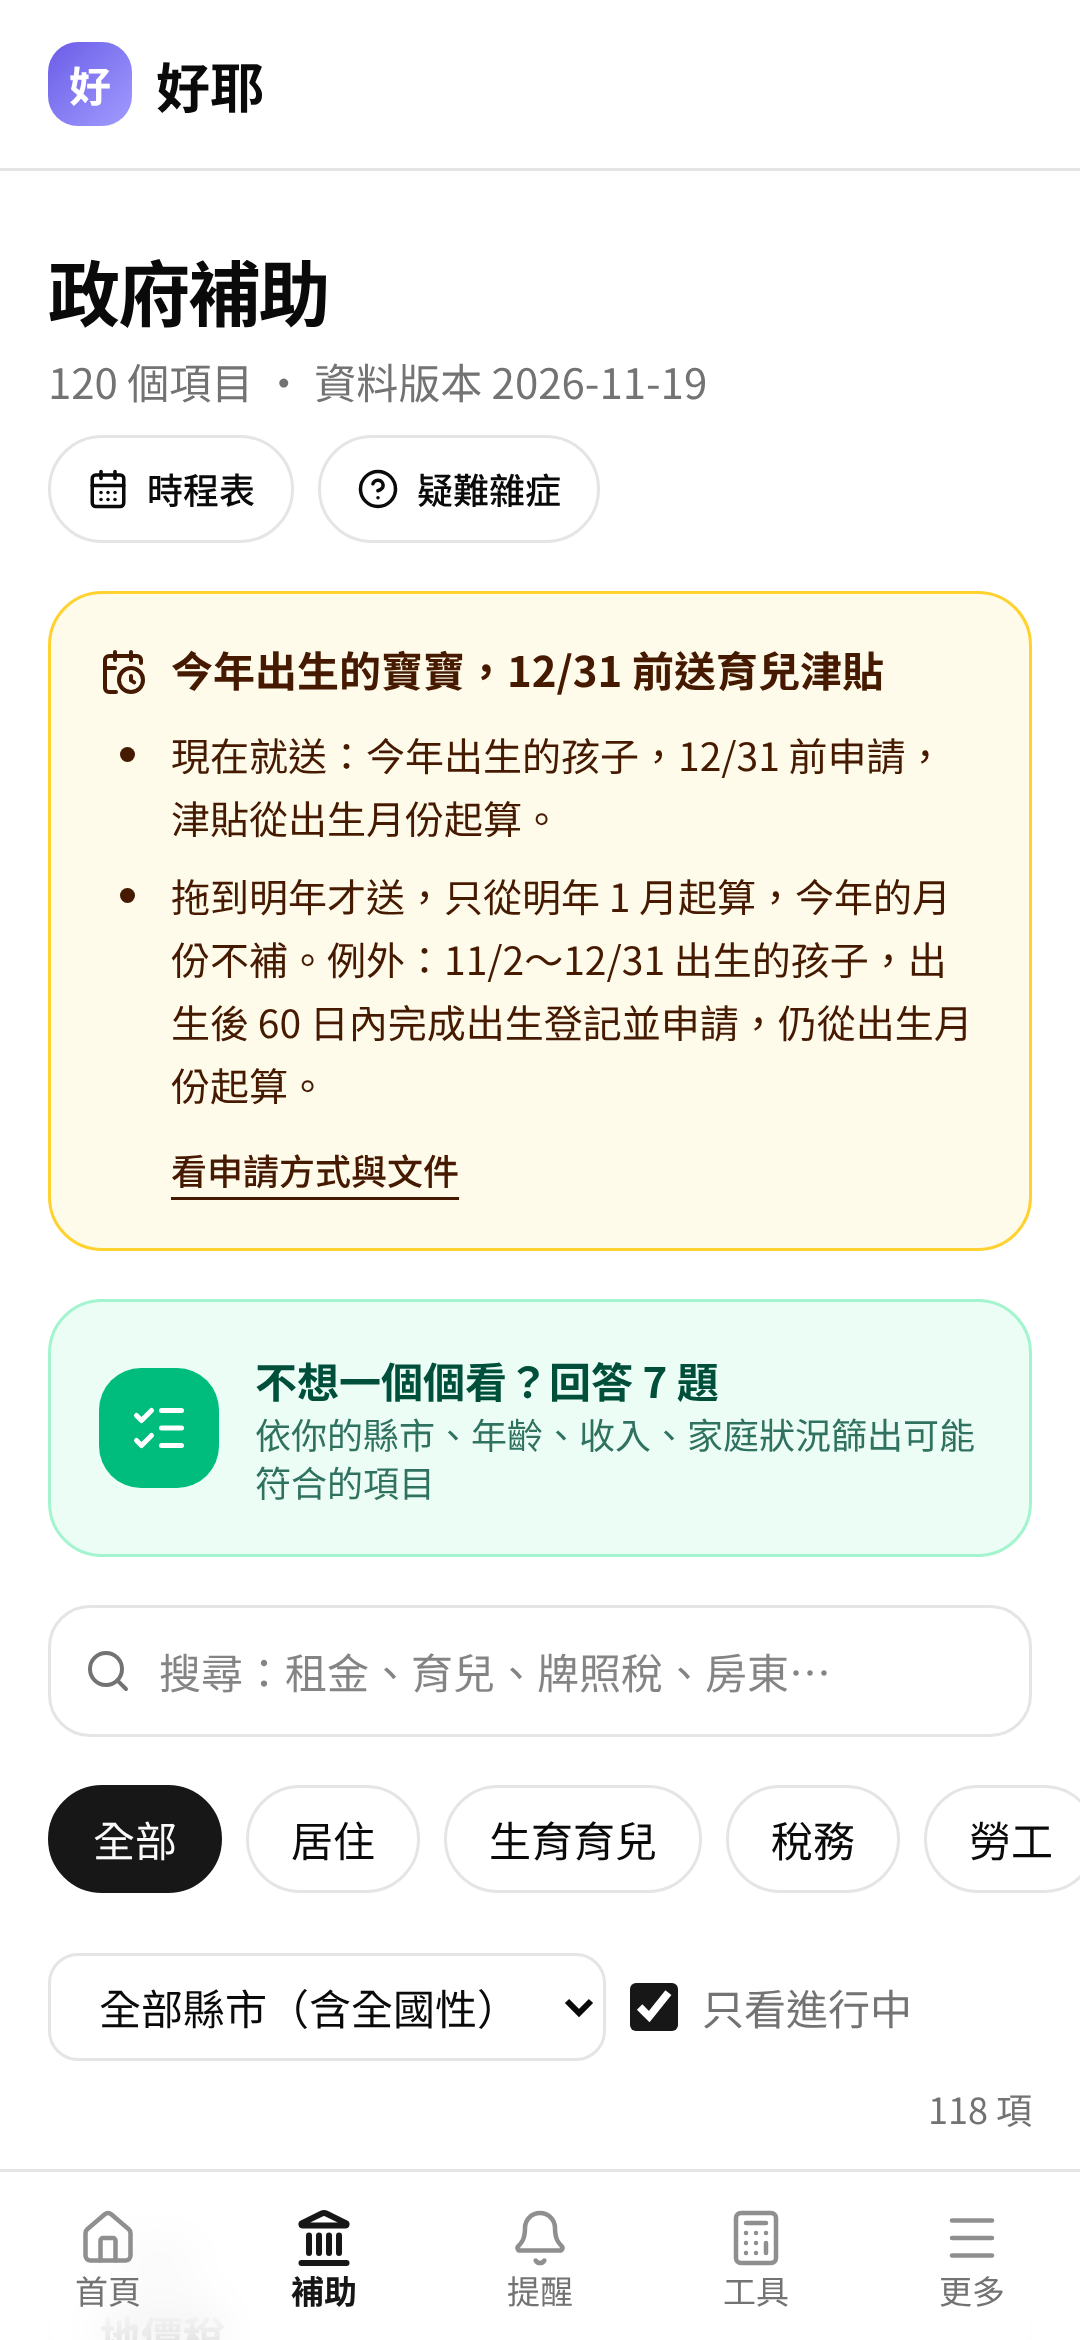 好 好耶
政府補助
120 個項目 · 資料版本 2026-11-19
時程表 疑難雜症
今年出生的寶寶，12/31 前送育兒津貼
現在就送：今年出生的孩子，12/31 前申請，
津貼從出生月份起算。
拖到明年才送，只從明年 1 月起算，今年的月
份不補。例外：11/2～12/31 出生的孩子，出
生後 60 日內完成出生登記並申請，仍從出生月
份起算。
看申請方式與文件
不想一個個看？回答 7 題
依你的縣市、年齡、收入、家庭狀況篩出可能
符合的項目
搜尋：租金、育兒、牌照稅、房東…
全部 居住 生育育兒 稅務 勞工
全部縣市（含全國性） 只看進行中
118 項
首頁 補助 提醒 工具 更多
地價稅